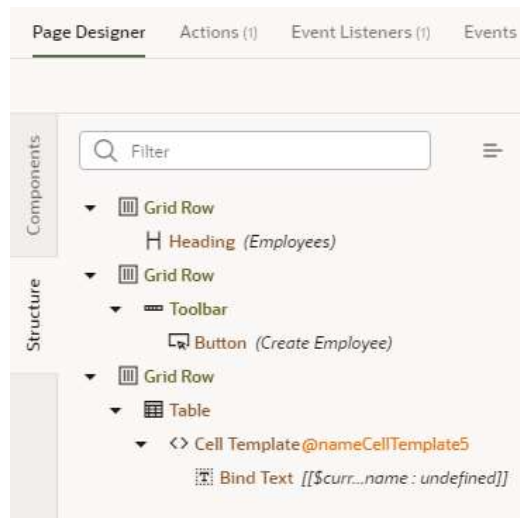 Page Designer Actions (1) Event Listeners (1) Events
Components
Structure
Filter
Grid Row
Heading (Employees)
Grid Row
Toolbar
Button (Create Employee)
Grid Row
Table
Cell Template@nameCellTemplate5
Bind Text [[$curr...name : undefined]]